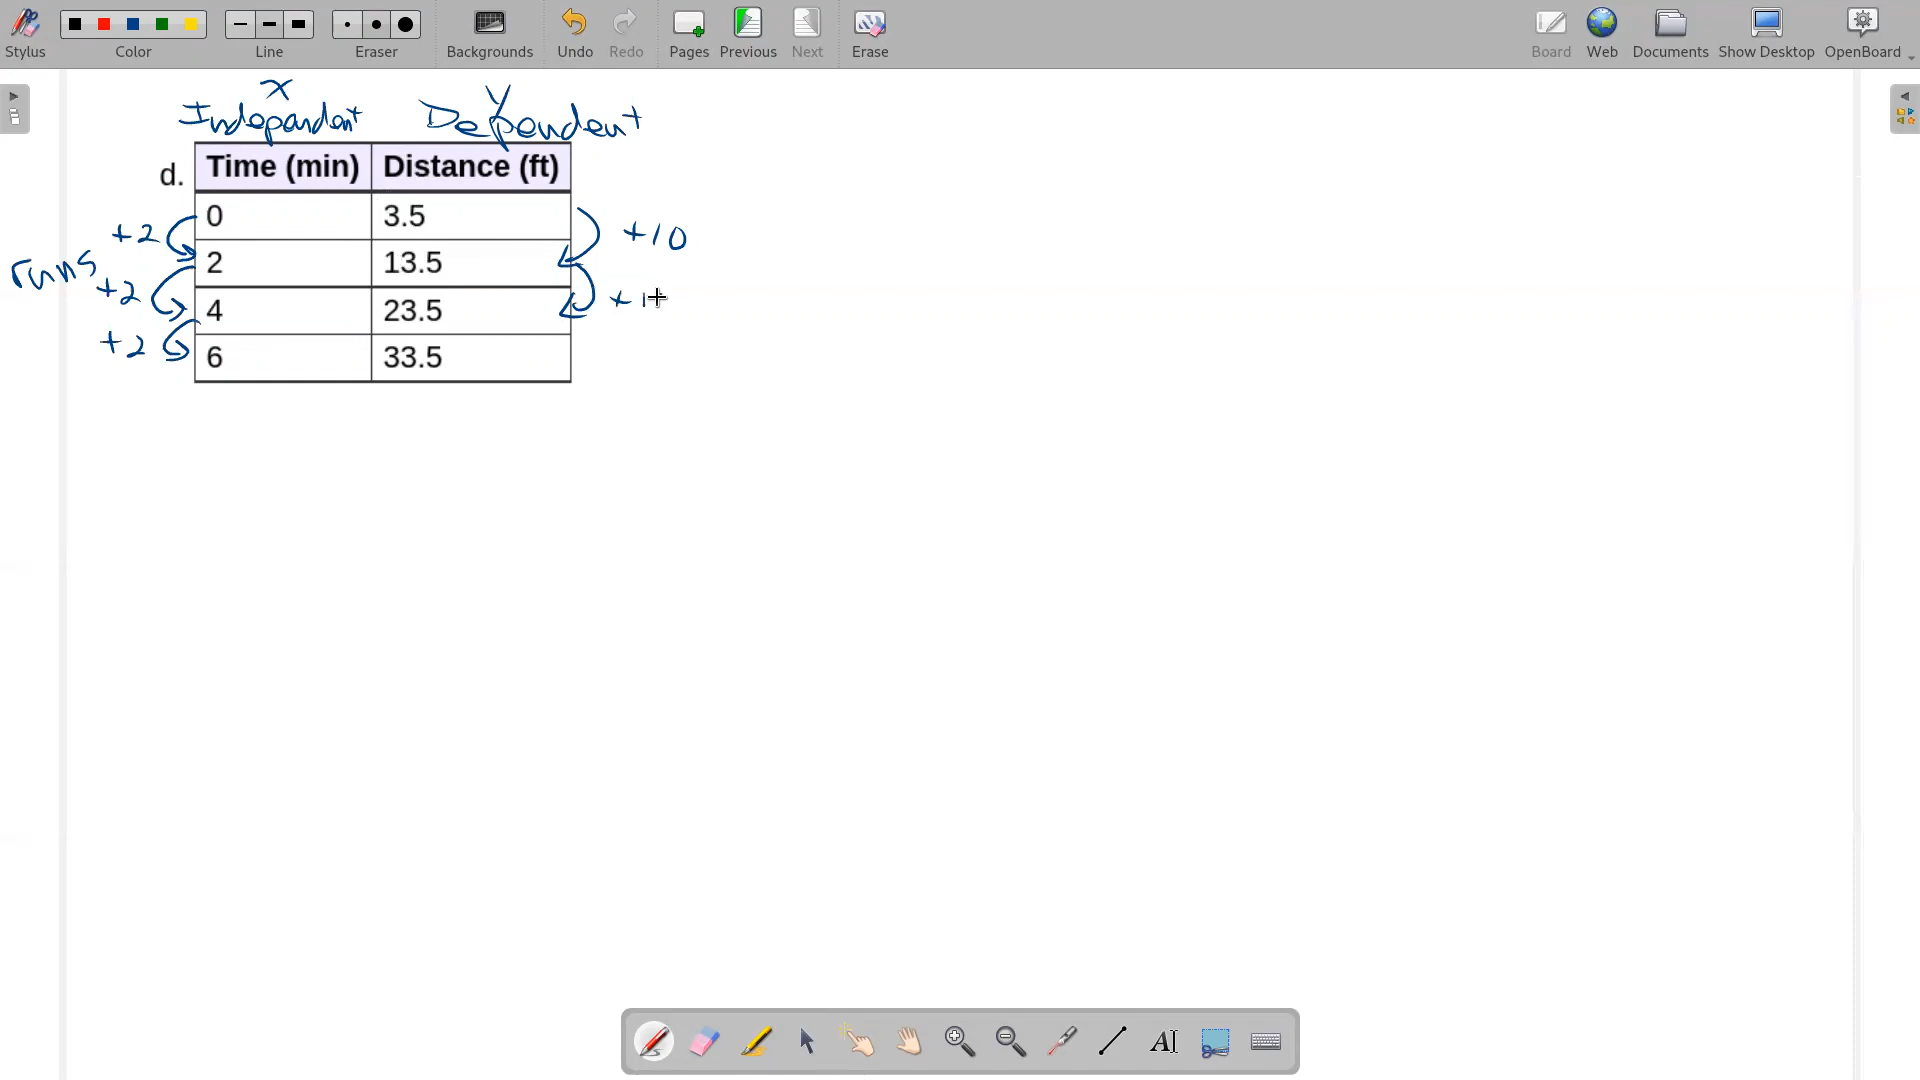 Stylus Color Line Eraser Backgrounds Undo Redo Pages Previous Next Erase Board Web Documents Show Desktop OpenBoard
x y
Independent Dependent
d. Time (min) Distance (ft)
0 3.5
+2 +10
2 13.5
runs
+2 +1
4 23.5
+2
6 33.5